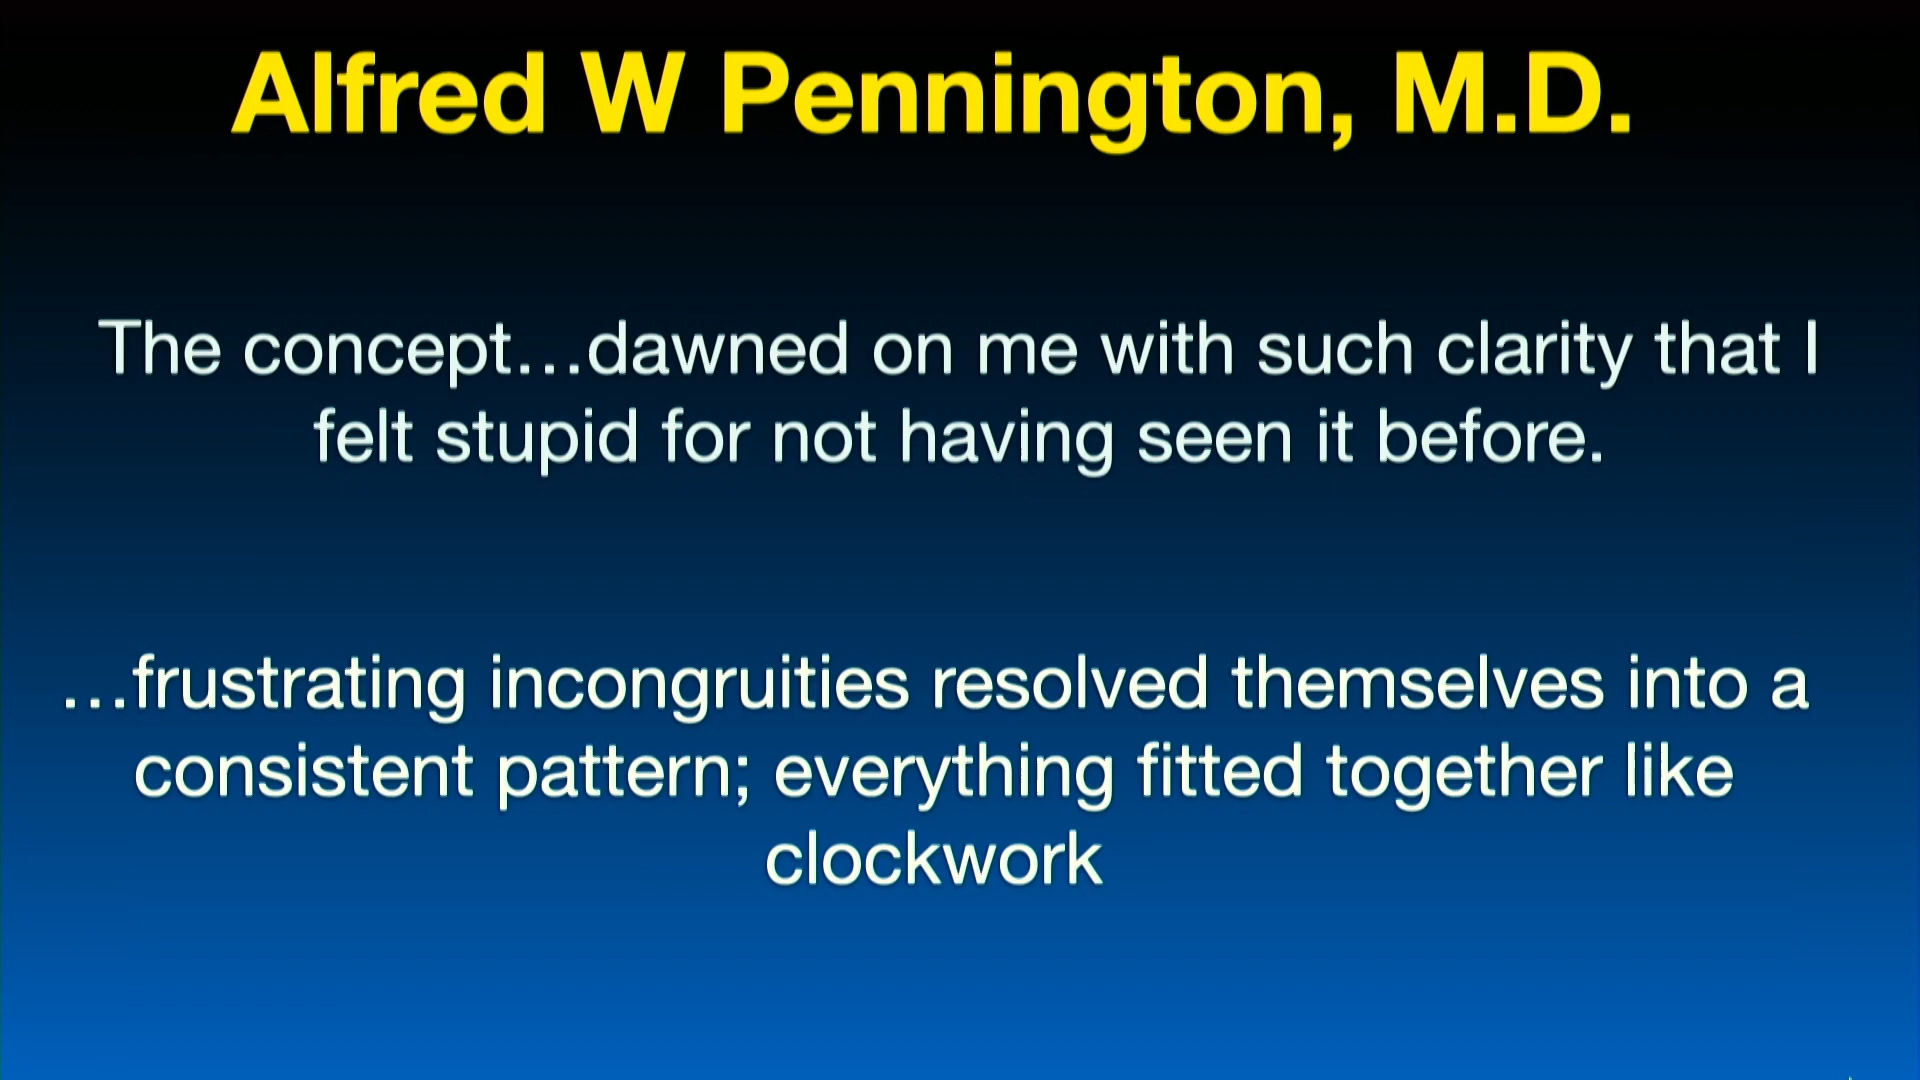 Alfred W Pennington, M.D.
The concept…dawned on me with such clarity that I
felt stupid for not having seen it before.
…frustrating incongruities resolved themselves into a
consistent pattern; everything fitted together like
clockwork